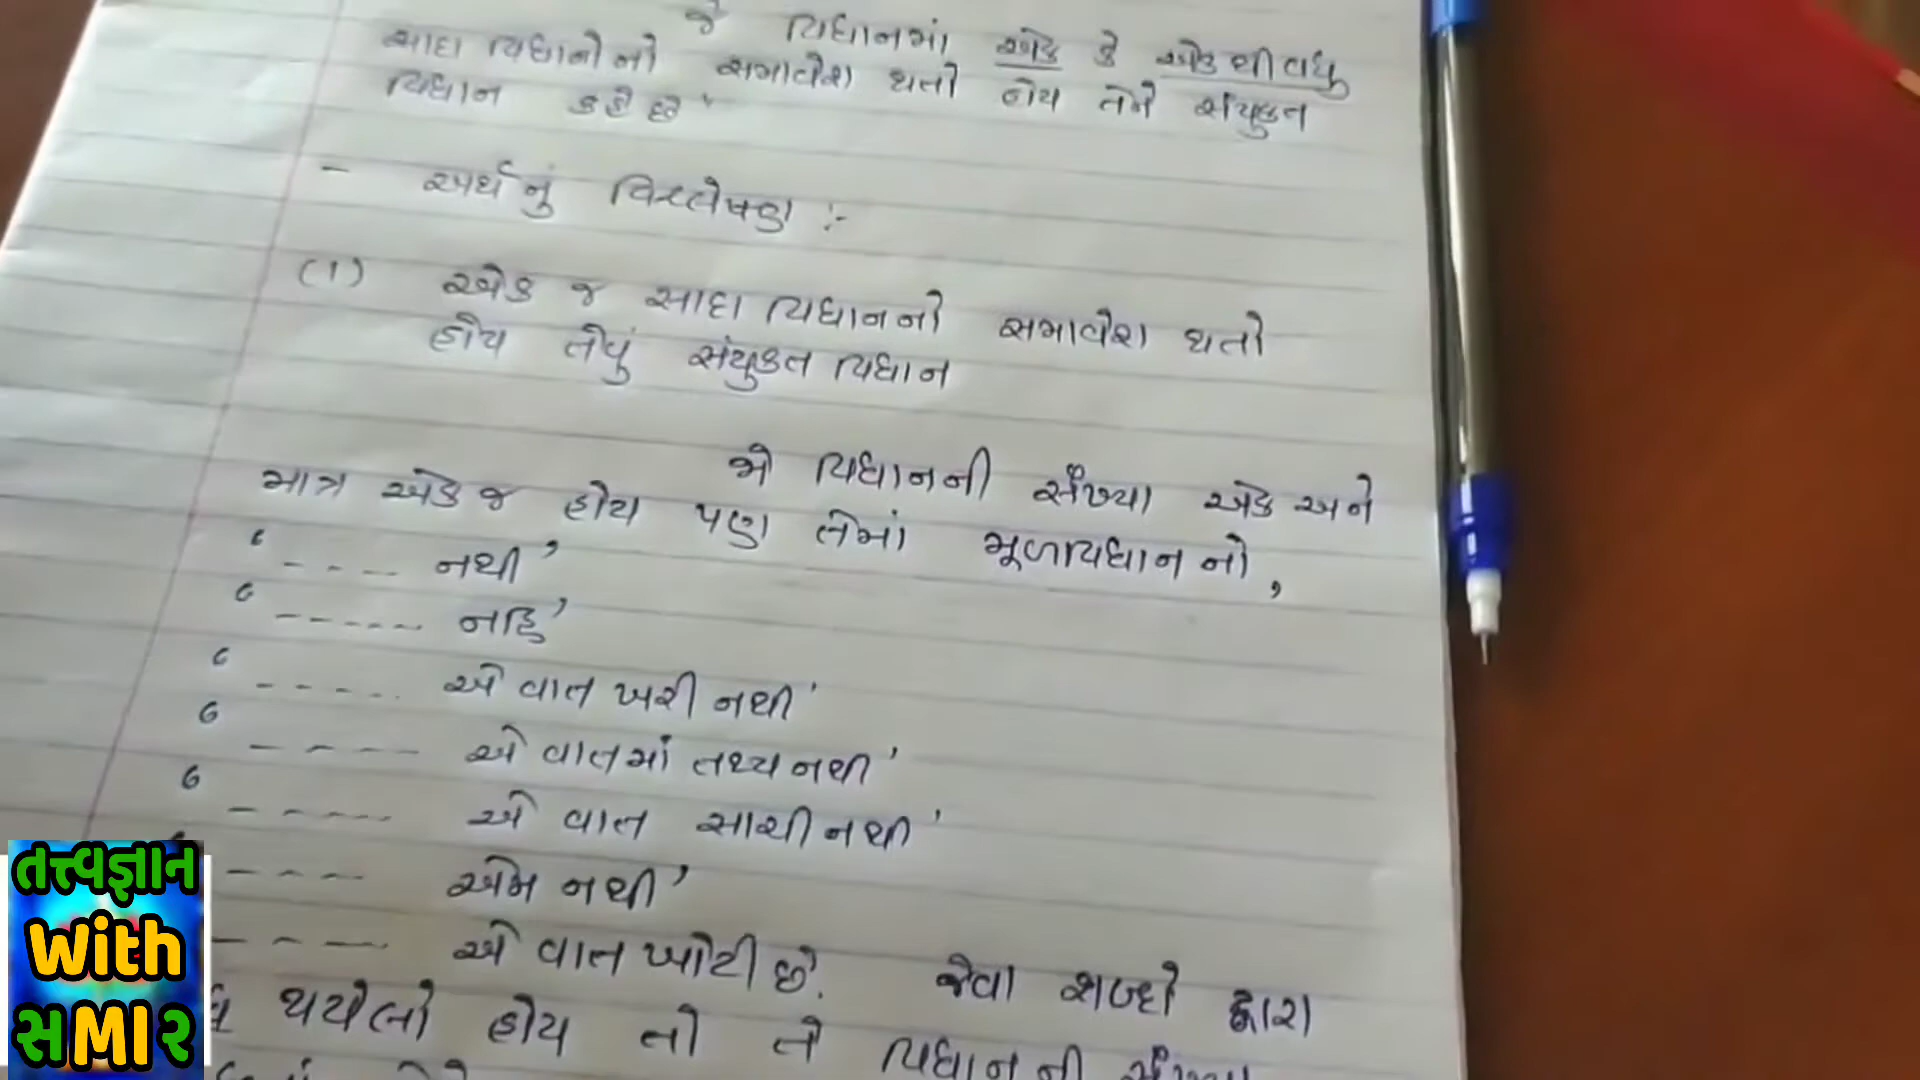 જે વિધાનમાં એક કે એકથી વધુ
સાદા વિધાનોનો સમાવેશ થતો હોય તેને સંયુક્ત
વિધાન કહે છે.
- અર્થનું વિશ્લેષણ :-
(1) એક જ સાદા વિધાનનો સમાવેશ થતો
હોય તેવું સંયુક્ત વિધાન
જો વિધાનની સંખ્યા એક અને
માત્ર એક જ હોય પણ તેમાં મૂળવિધાનનો,
‘---- નથી’
‘------ નહિ’
‘----- એ વાત ખરી નથી’
‘---- એ વાતમાં તથ્ય નથી’
‘----- એ વાત સાચી નથી’
---- એમ નથી’
---- એ વાત ખોટી છે. જેવા શબ્દો દ્વારા
થયેલો હોય તો તે વિધાનની સંખ્યા
તત્ત્વજ્ઞાન
With
સMIર